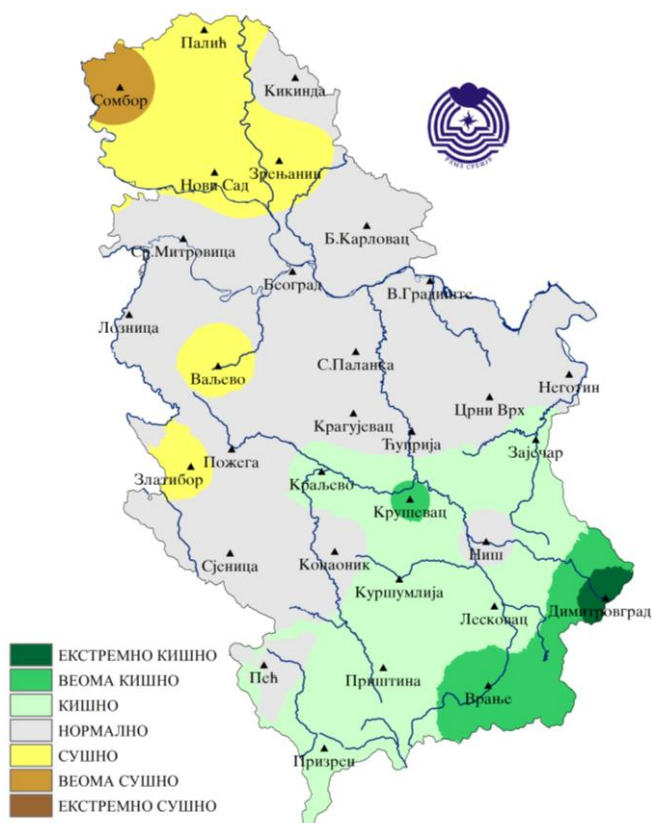 Палић
Сомбор
Кикинда
Зрењанин
Нови Сад
РХМЗ СРБИЈЕ
Б.Карловац
Ср.Митровица
Београд
В.Градиште
Лозница
С.Паланка
Ваљево
Неготин
Црни Врх
Крагујевац
Ћуприја
Зајечар
Пожега
Златибор
Краљево
Крушевац
Ниш
Сјеница
Копаоник
Куршумлија
Димитровград
Лесковац
Пећ
Приштина
Врање
Призрен
ЕКСТРЕМНО КИШНО
ВЕОМА КИШНО
КИШНО
НОРМАЛНО
СУШНО
ВЕОМА СУШНО
ЕКСТРЕМНО СУШНО